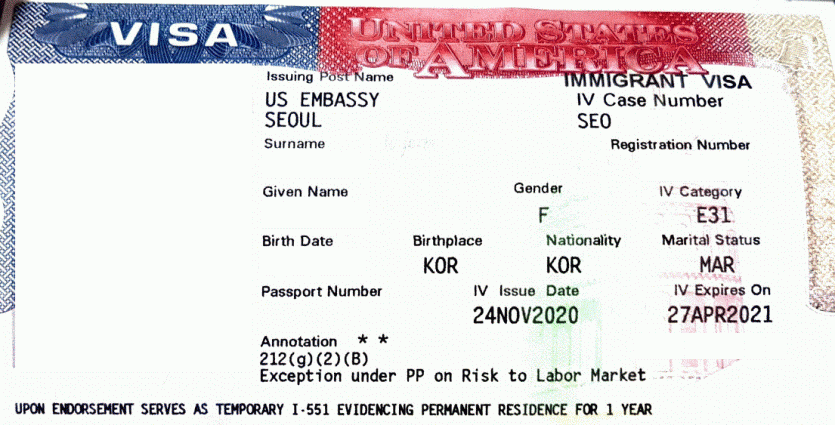 VISA UNITED STATES
OF AMERICA
Issuing Post Name IMMIGRANT VISA
US EMBASSY IV Case Number
SEOUL SEO
Surname Registration Number
Given Name Gender IV Category
F E31
Birth Date Birthplace Nationality Marital Status
KOR KOR MAR
Passport Number IV Issue Date IV Expires On
24NOV2020 27APR2021
Annotation * *
212(g)(2)(B)
Exception under PP on Risk to Labor Market
UPON ENDORSEMENT SERVES AS TEMPORARY I-551 EVIDENCING PERMANENT RESIDENCE FOR 1 YEAR